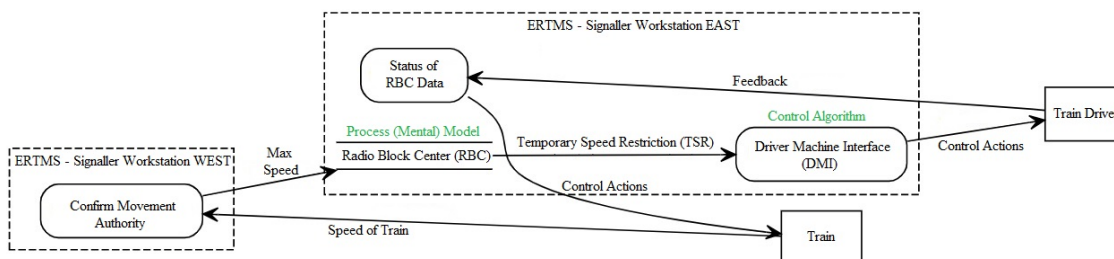 ERTMS - Signaller Workstation EAST
Status of
RBC Data
Feedback
Train Drive
Process (Mental) Model
Control Algorithm
Radio Block Center (RBC)
Temporary Speed Restriction (TSR)
Driver Machine Interface
(DMI)
Control Actions
ERTMS - Signaller Workstation WEST
Max
Speed
Control Actions
Confirm Movement
Authority
Speed of Train
Train